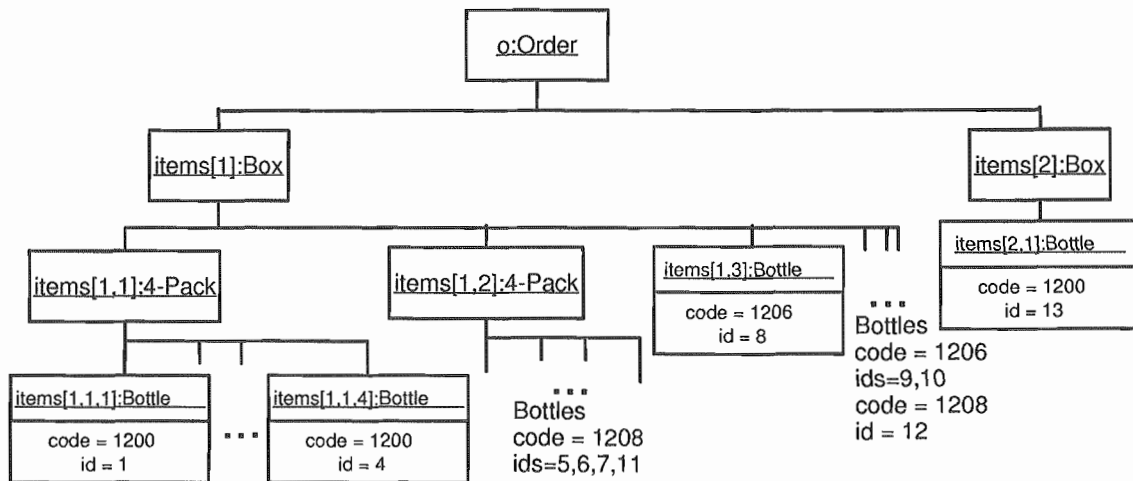 o:Order
items[1]:Box
items[2]:Box
items[1,1]:4-Pack
items[1,2]:4-Pack
items[1,3]:Bottle
code = 1206
id = 8
...
Bottles
code = 1206
ids=9,10
code = 1208
id = 12
items[2,1]:Bottle
code = 1200
id = 13
items[1,1,1]:Bottle
code = 1200
id = 1
...
items[1,1,4]:Bottle
code = 1200
id = 4
...
Bottles
code = 1208
ids=5,6,7,11